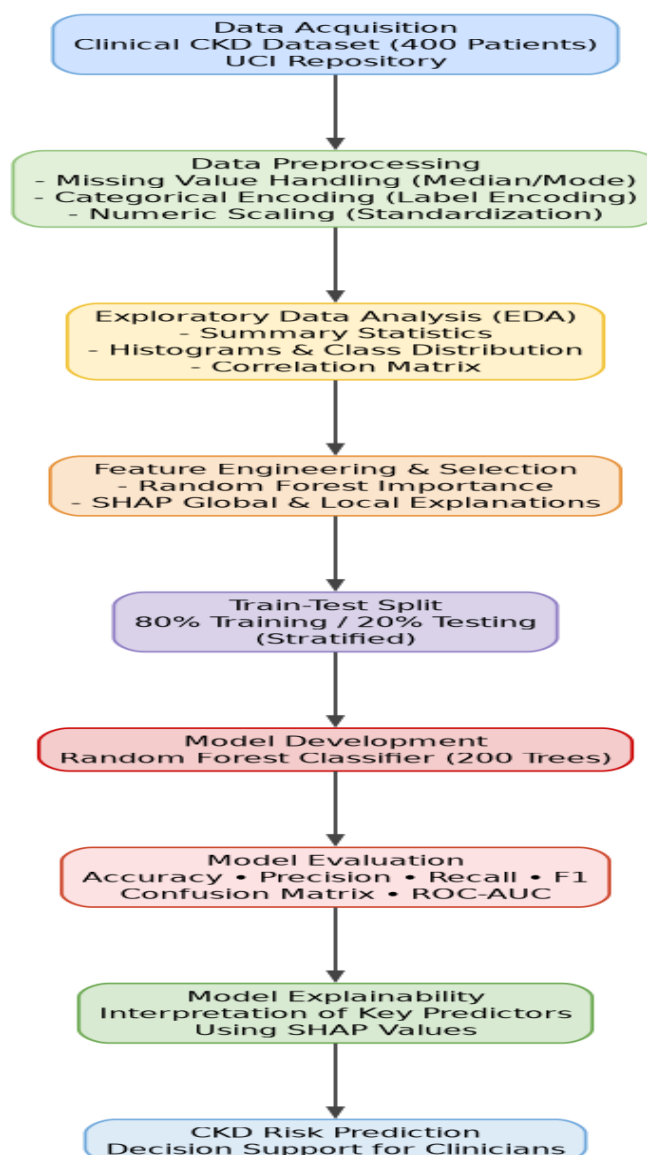 Data Acquisition
Clinical CKD Dataset (400 Patients)
UCI Repository
Data Preprocessing
- Missing Value Handling (Median/Mode)
- Categorical Encoding (Label Encoding)
- Numeric Scaling (Standardization)
Exploratory Data Analysis (EDA)
- Summary Statistics
- Histograms & Class Distribution
- Correlation Matrix
Feature Engineering & Selection
- Random Forest Importance
- SHAP Global & Local Explanations
Train-Test Split
80% Training / 20% Testing
(Stratified)
Model Development
Random Forest Classifier (200 Trees)
Model Evaluation
Accuracy • Precision • Recall • F1
Confusion Matrix • ROC-AUC
Model Explainability
Interpretation of Key Predictors
Using SHAP Values
CKD Risk Prediction
Decision Support for Clinicians